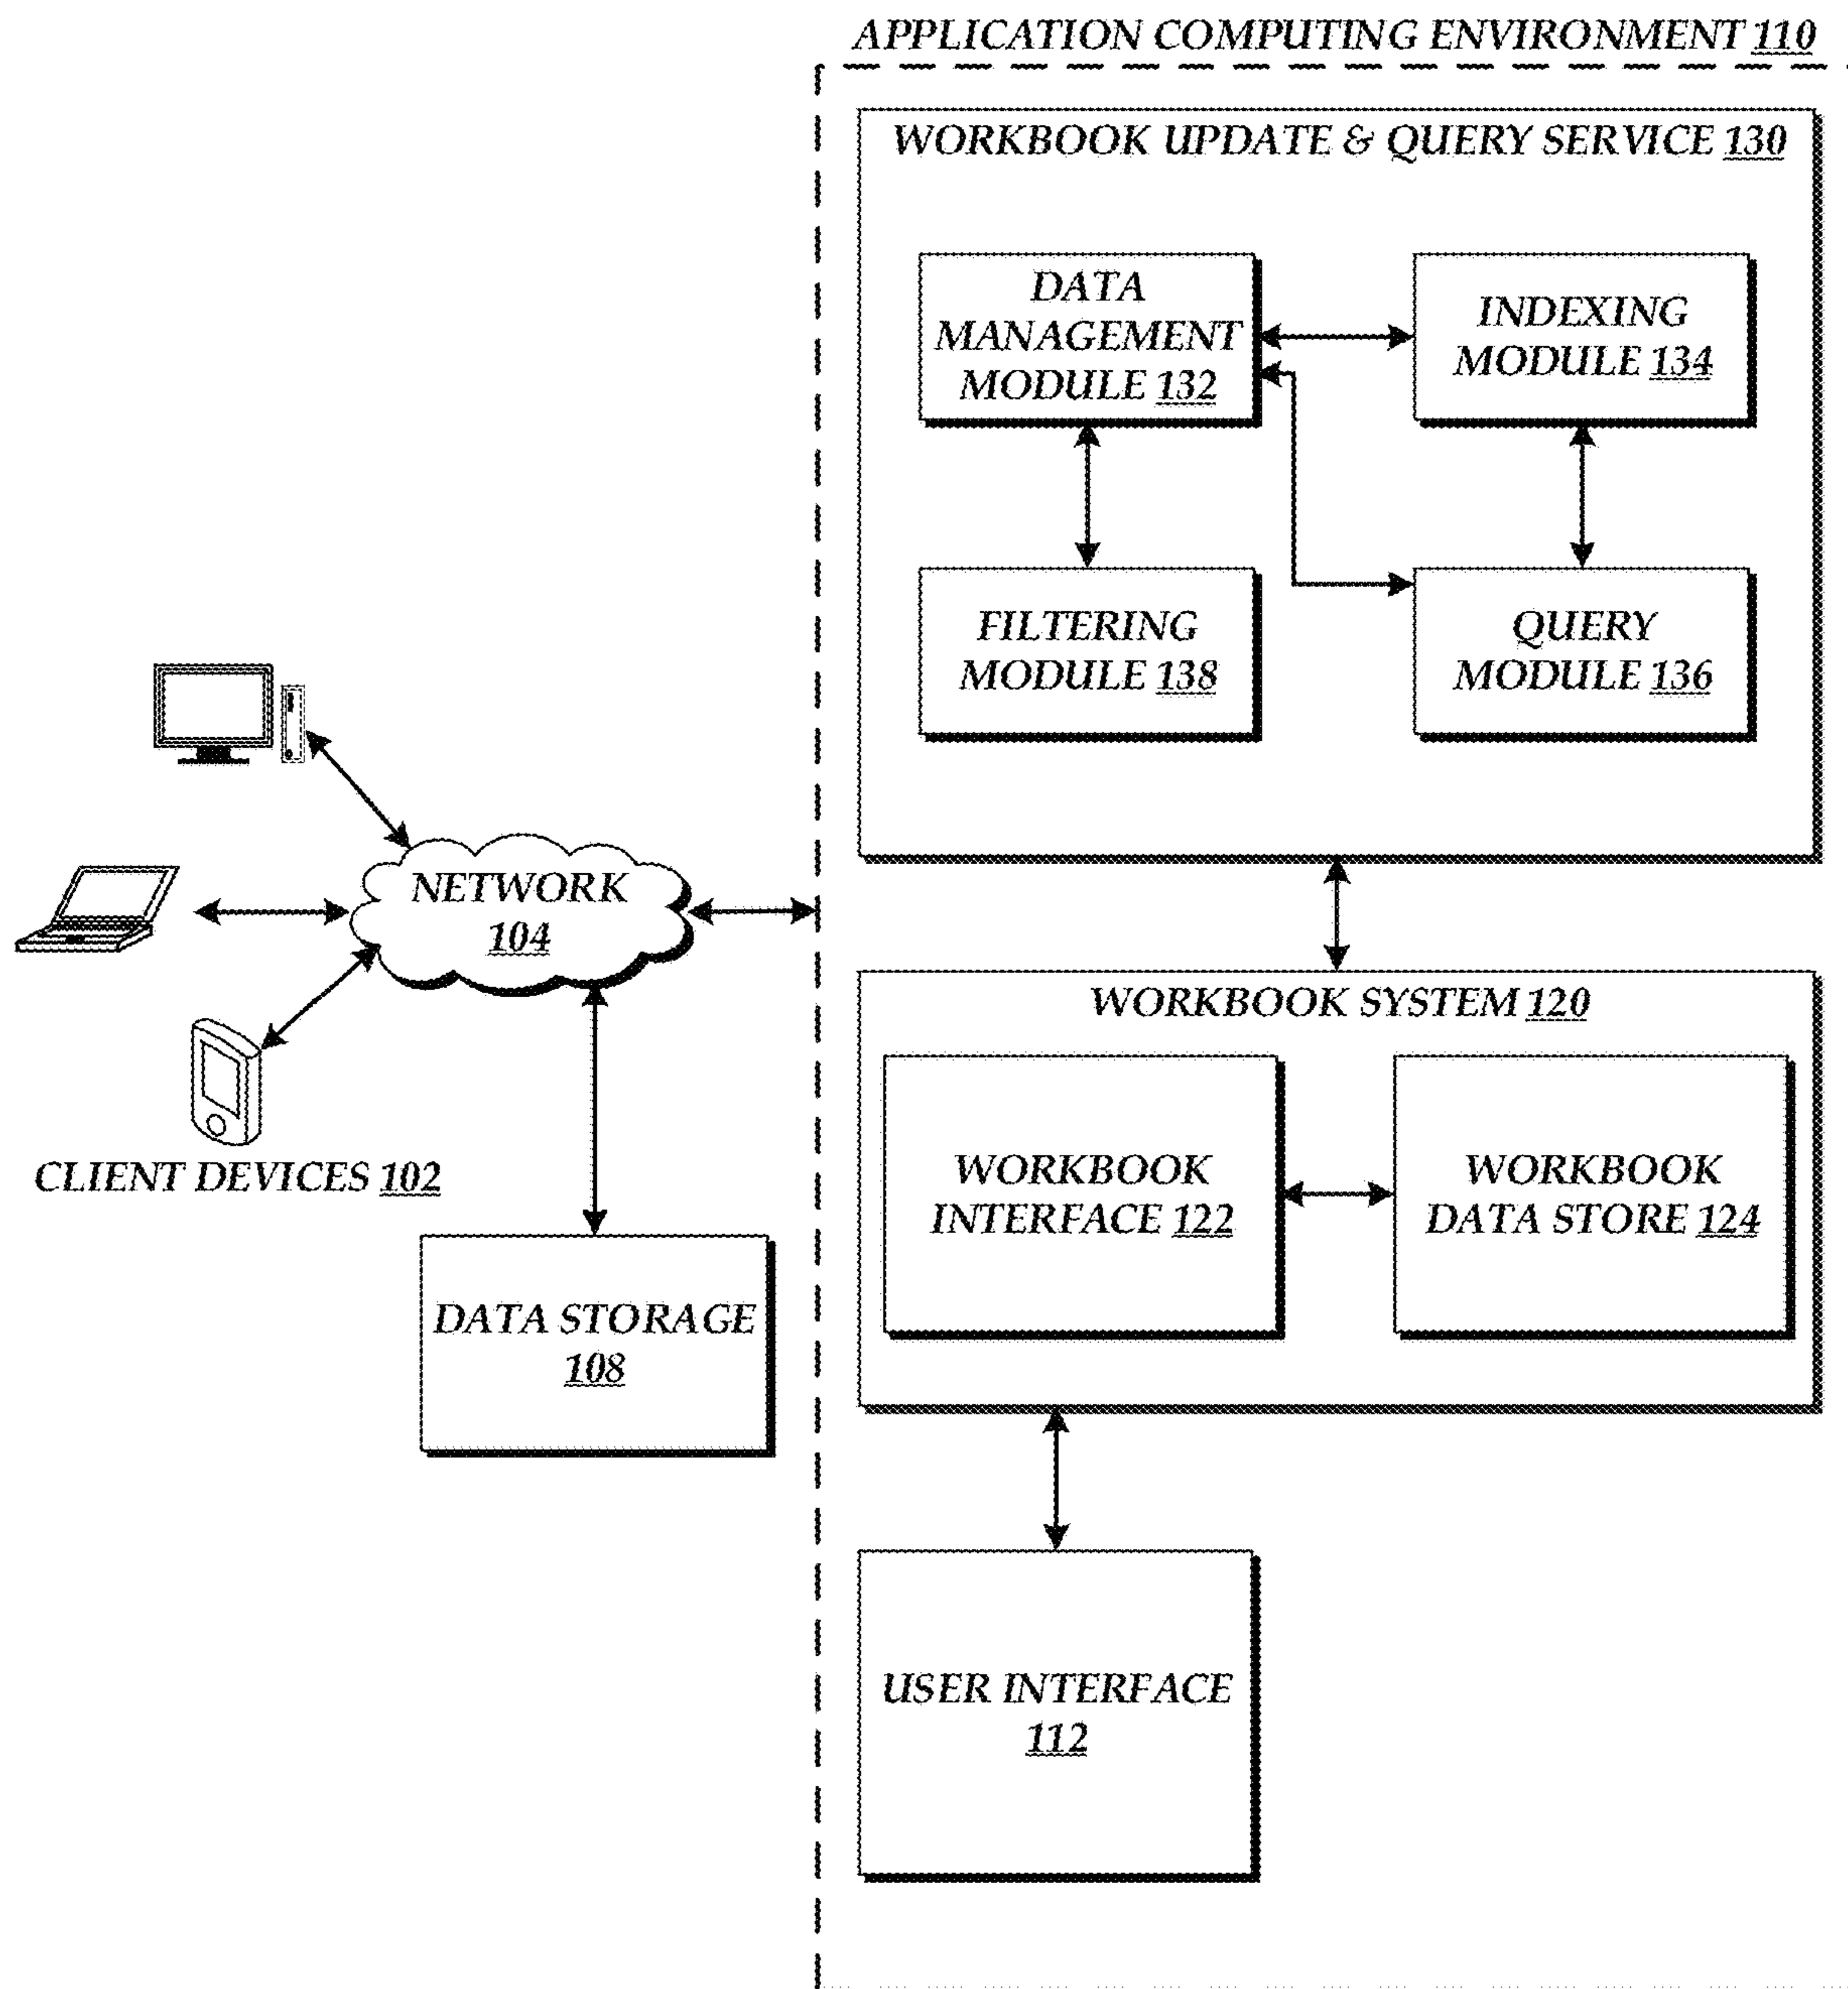 APPLICATION COMPUTING ENVIRONMENT 110
WORKBOOK UPDATE & QUERY SERVICE 130
DATA
MANAGEMENT
MODULE 132
INDEXING
MODULE 134
FILTERING
MODULE 138
QUERY
MODULE 136
NETWORK
104
CLIENT DEVICES 102
DATA STORAGE
108
WORKBOOK SYSTEM 120
WORKBOOK
INTERFACE 122
WORKBOOK
DATA STORE 124
USER INTERFACE
112